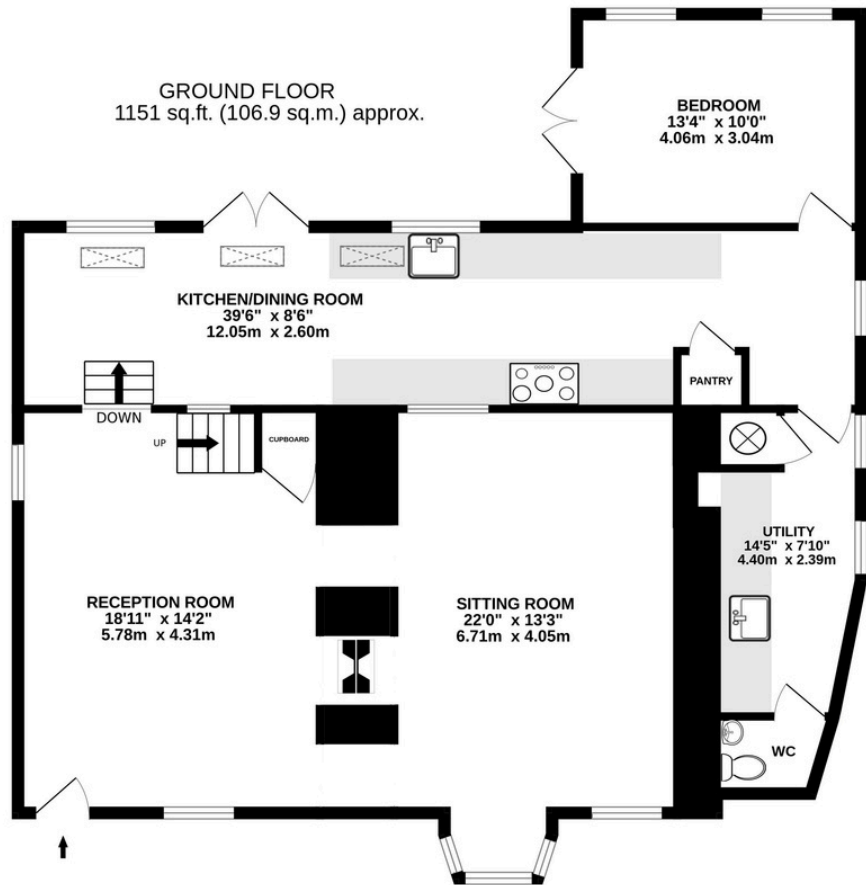 GROUND FLOOR
1151 sq.ft. (106.9 sq.m.) approx.
BEDROOM
13'4" x 10'0"
4.06m x 3.04m
KITCHEN/DINING ROOM
39'6" x 8'6"
12.05m x 2.60m
PANTRY
DOWN
UP
CUPBOARD
UTILITY
14'5" x 7'10"
4.40m x 2.39m
RECEPTION ROOM
18'11" x 14'2"
5.78m x 4.31m
SITTING ROOM
22'0" x 13'3"
6.71m x 4.05m
WC